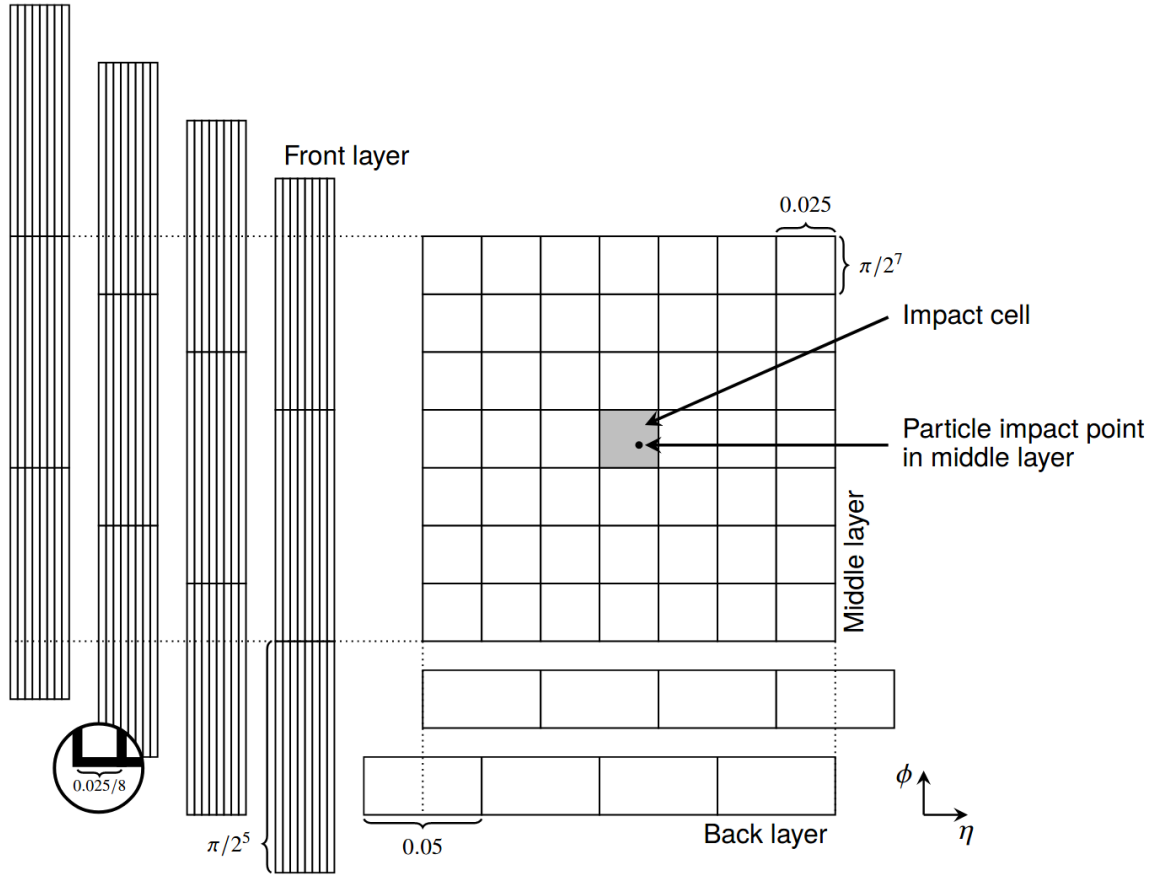 Front layer
0.025
π/2⁷
Impact cell
Particle impact point
in middle layer
Middle layer
0.025/8
π/2⁵
0.05
Back layer
ϕ
η